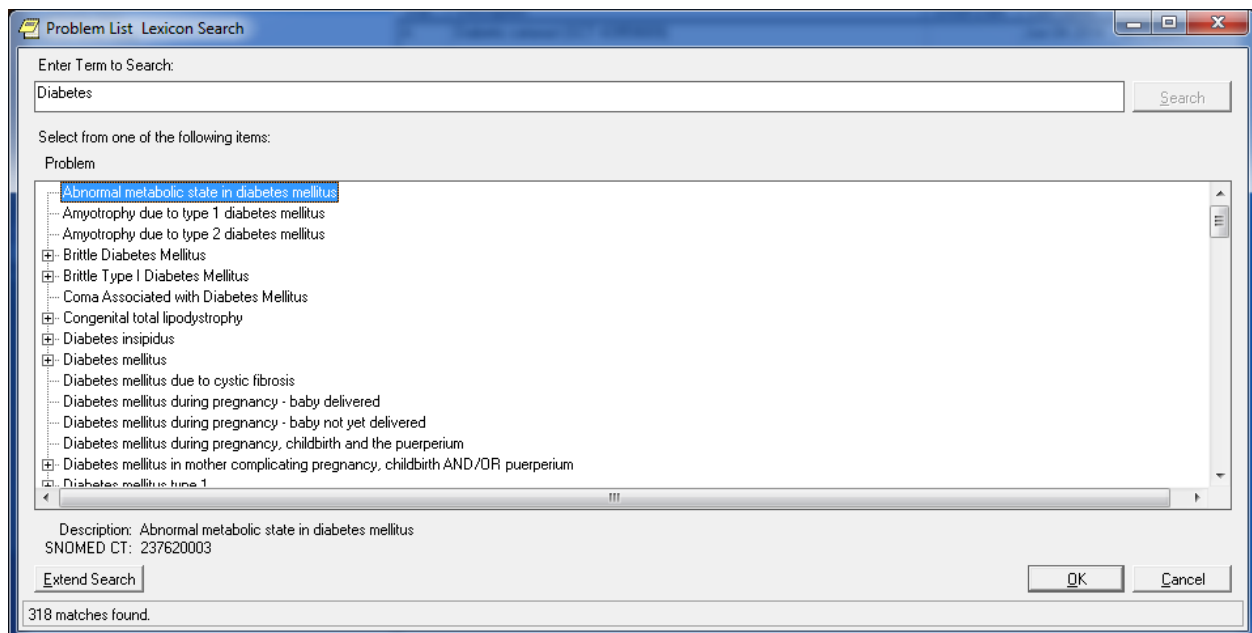 Problem List  Lexicon Search
Enter Term to Search:
Diabetes
Search
Select from one of the following items:
Problem
Abnormal metabolic state in diabetes mellitus
Amyotrophy due to type 1 diabetes mellitus
Amyotrophy due to type 2 diabetes mellitus
Brittle Diabetes Mellitus
Brittle Type I Diabetes Mellitus
Coma Associated with Diabetes Mellitus
Congenital total lipodystrophy
Diabetes insipidus
Diabetes mellitus
Diabetes mellitus due to cystic fibrosis
Diabetes mellitus during pregnancy - baby delivered
Diabetes mellitus during pregnancy - baby not yet delivered
Diabetes mellitus during pregnancy, childbirth and the puerperium
Diabetes mellitus in mother complicating pregnancy, childbirth AND/OR puerperium
Diabetes mellitus type 1
Description: Abnormal metabolic state in diabetes mellitus
SNOMED CT: 237620003
Extend Search
OK
Cancel
318 matches found.